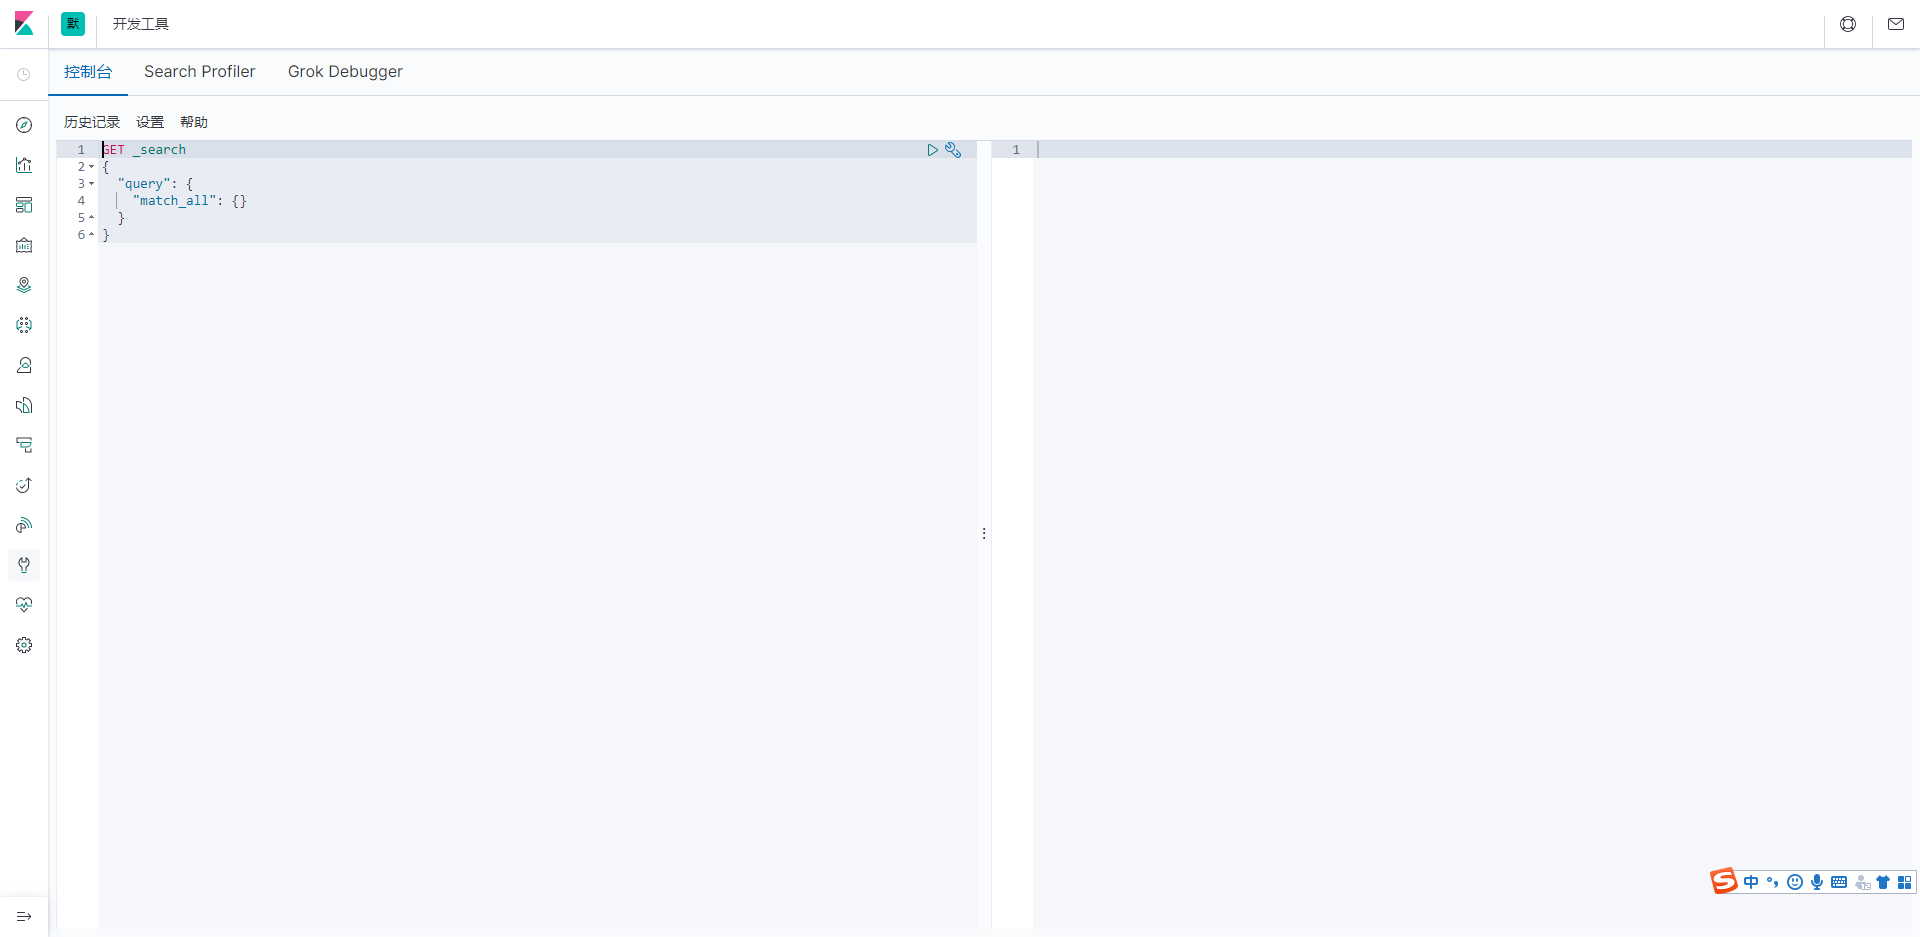 默 开发工具
控制台 Search Profiler Grok Debugger
历史记录 设置 帮助
1 GET _search
2 {
3 "query": {
4 "match_all": {}
5 }
6 }
1
S 中 °,